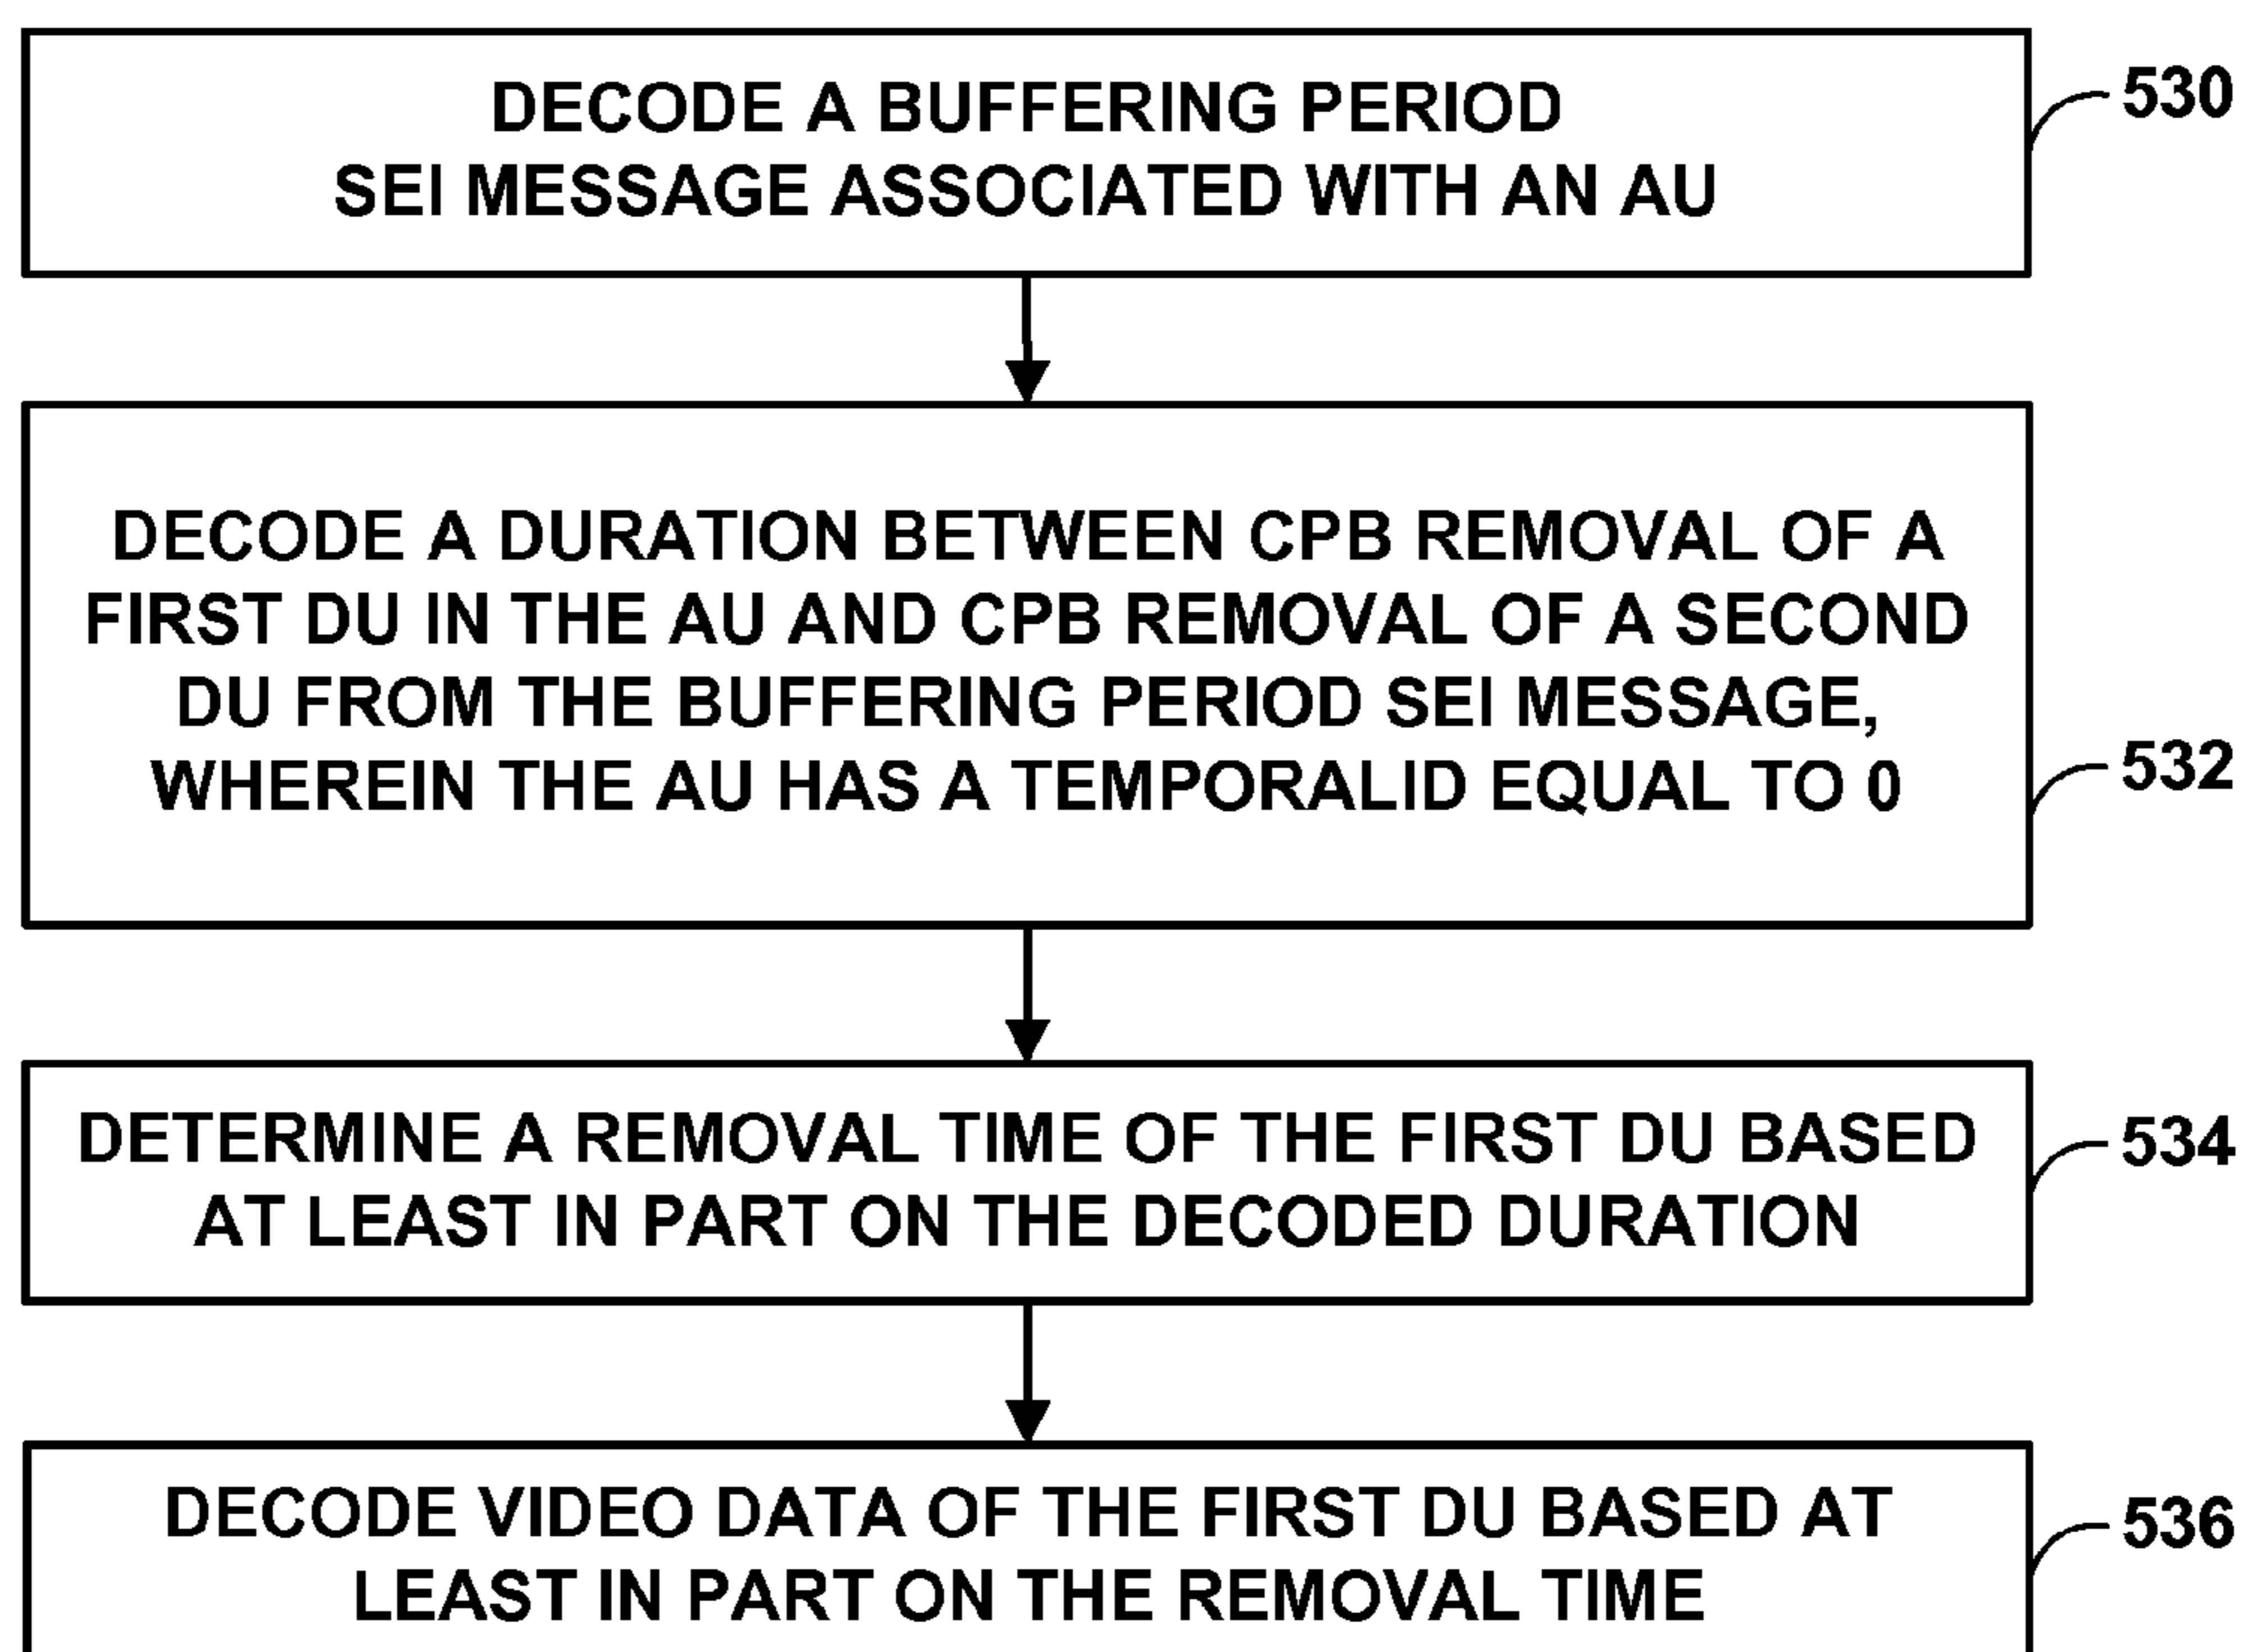 DECODE A BUFFERING PERIOD
SEI MESSAGE ASSOCIATED WITH AN AU
530
DECODE A DURATION BETWEEN CPB REMOVAL OF A
FIRST DU IN THE AU AND CPB REMOVAL OF A SECOND
DU FROM THE BUFFERING PERIOD SEI MESSAGE,
WHEREIN THE AU HAS A TEMPORALID EQUAL TO 0
532
DETERMINE A REMOVAL TIME OF THE FIRST DU BASED
AT LEAST IN PART ON THE DECODED DURATION
534
DECODE VIDEO DATA OF THE FIRST DU BASED AT
LEAST IN PART ON THE REMOVAL TIME
536